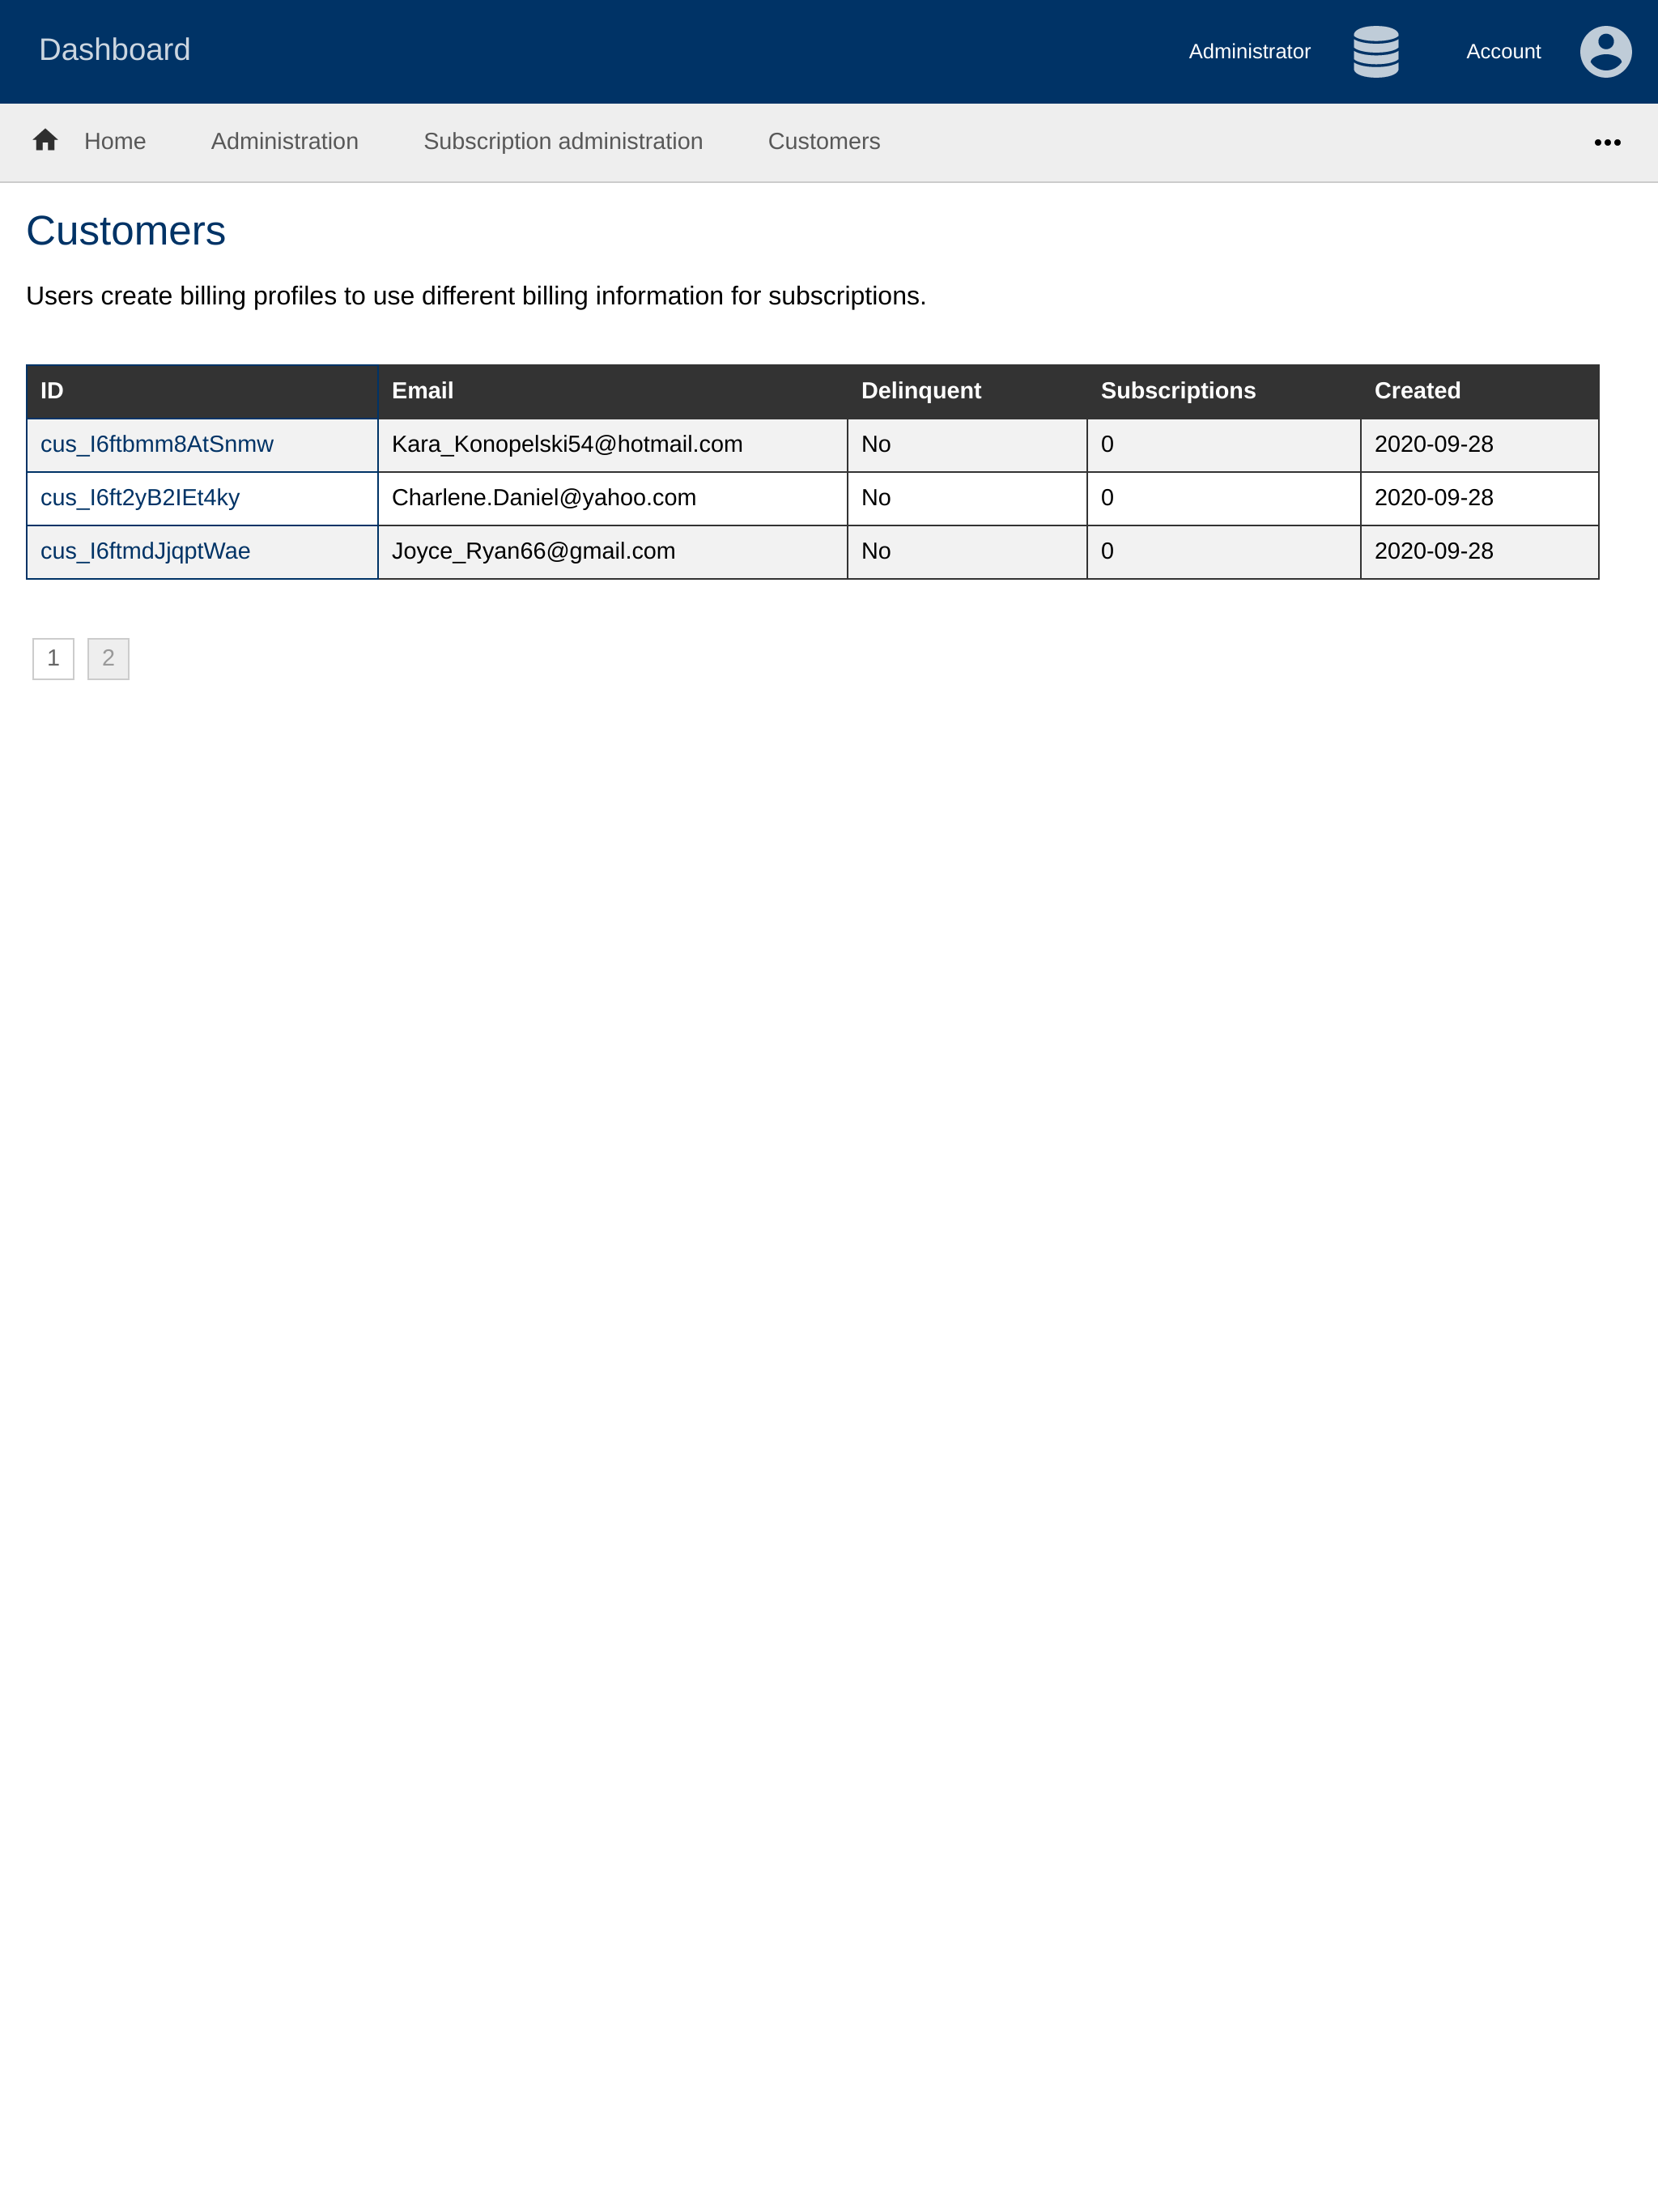 Dashboard Administrator Account
Home Administration Subscription administration Customers
Customers
Users create billing profiles to use different billing information for subscriptions.
ID Email Delinquent Subscriptions Created
cus_I6ftbmm8AtSnmw Kara_Konopelski54@hotmail.com No 0 2020-09-28
cus_I6ft2yB2IEt4ky Charlene.Daniel@yahoo.com No 0 2020-09-28
cus_I6ftmdJjqptWae Joyce_Ryan66@gmail.com No 0 2020-09-28
1 2